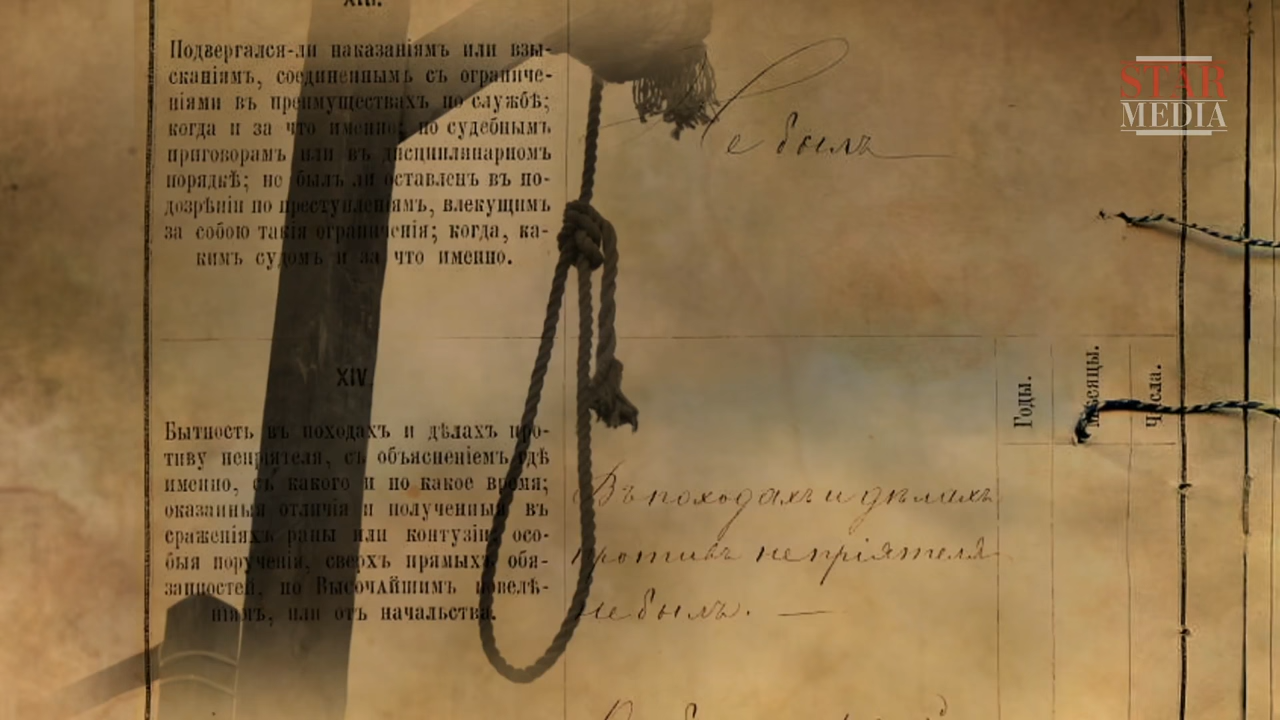 XIII.
Подвергался-ли наказаніямъ или взы-
сканіямъ, соединеннымъ съ ограниче-
ніями въ преимуществахъ по службѣ;
когда и за что именно: по судебнымъ
приговорамъ или въ дисциплинарномъ
порядкѣ; не былъ ли оставленъ въ по-
дозрѣніи по преступленіямъ, влекущимъ
за собою такія ограниченія; когда, ка-
кимъ судомъ и за что именно.
Не былъ
STAR
MEDIA
XIV.
Бытность въ походахъ и дѣлахъ про-
тиву непріятеля, съ объясненіемъ гдѣ
именно, съ какого и по какое время;
оказанныя отличія и полученныя въ
сраженіяхъ раны или контузіи; осо-
быя порученія, сверхъ прямыхъ обя-
занностей, по ВЫСОЧАЙШИМЪ повелѣ-
ніямъ, или отъ начальства.
Въ походахъ и дѣлахъ
противъ непріятеля
не былъ. —
Годы.
Мѣсяцы.
Числа.